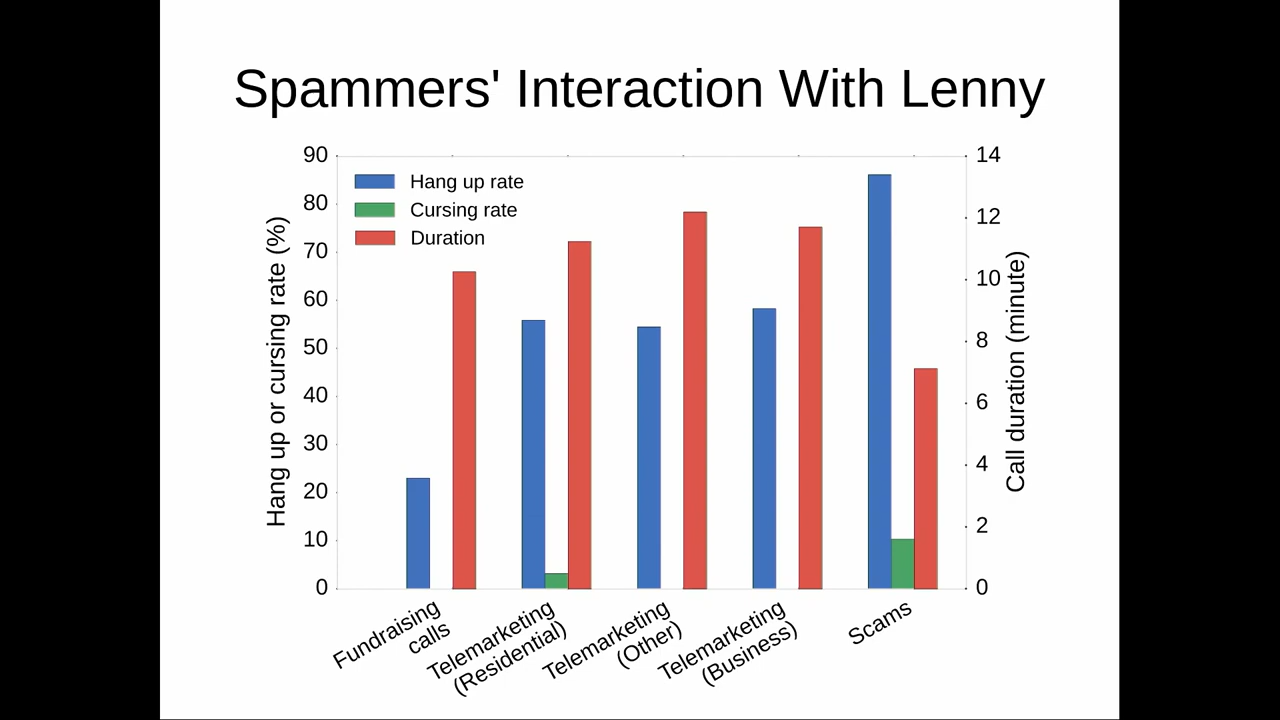 Spammers' Interaction With Lenny
90
80
70
60
50
40
30
20
10
0
Hang up or cursing rate (%)
Hang up rate
Cursing rate
Duration
14
12
10
8
6
4
2
0
Call duration (minute)
Fundraising
calls
Telemarketing
(Residential)
Telemarketing
(Other)
Telemarketing
(Business)
Scams